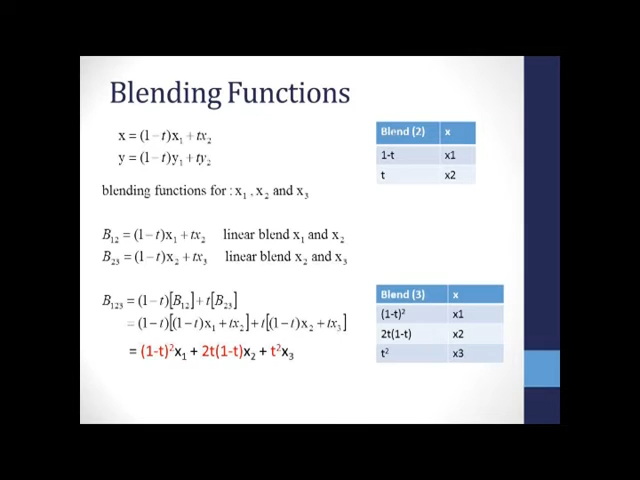 Blending Functions
x = (1−t)x₁ + tx₂
y = (1−t)y₁ + ty₂
blending functions for : x₁ , x₂ and x₃
B₁₂ = (1−t)x₁ + tx₂ linear blend x₁ and x₂
B₂₃ = (1−t)x₂ + tx₃ linear blend x₂ and x₃
B₁₂₃ = (1−t)[B₁₂] + t[B₂₃]
= (1−t)[(1−t)x₁ + tx₂] + t[(1−t)x₂ + tx₃]
= (1-t)²x₁ + 2t(1-t)x₂ + t²x₃
Blend (2) x
1-t x1
t x2
Blend (3) x
(1-t)² x1
2t(1-t) x2
t² x3